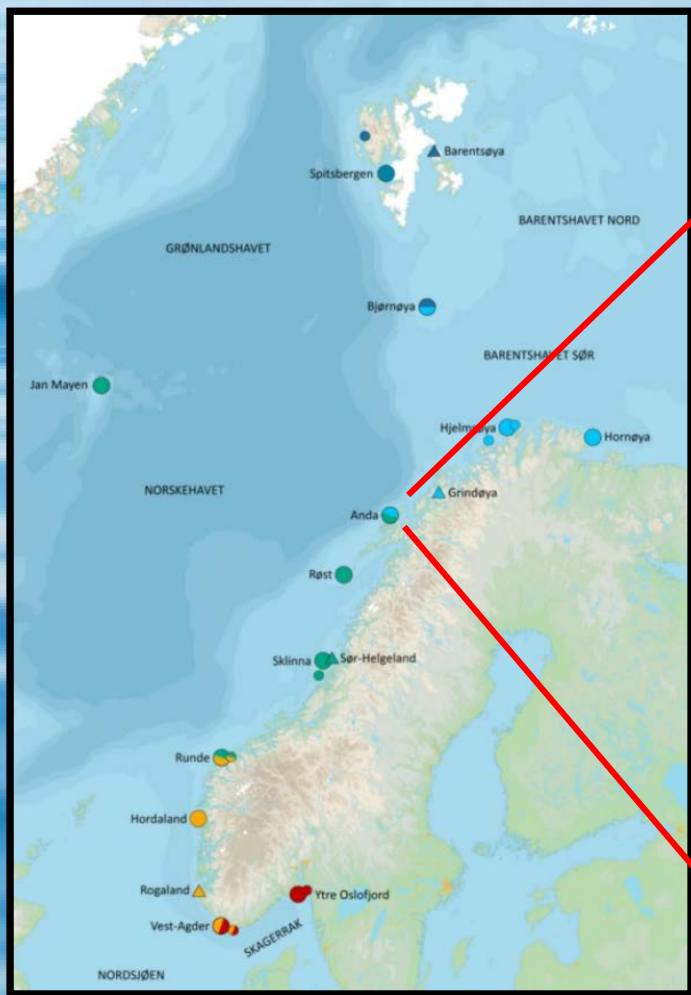 Barentsøya
Spitsbergen
BARENTSHAVET NORD
GRØNLANDSHAVET
Bjørnøya
BARENTSHAVET SØR
Jan Mayen
Hjelmsøya
Hornøya
NORSKEHAVET
Grindøya
Anda
Røst
Sklinna
Sør-Helgeland
Runde
Hordaland
Rogaland
Ytre Oslofjord
Vest-Agder
SKAGERRAK
NORDSJØEN